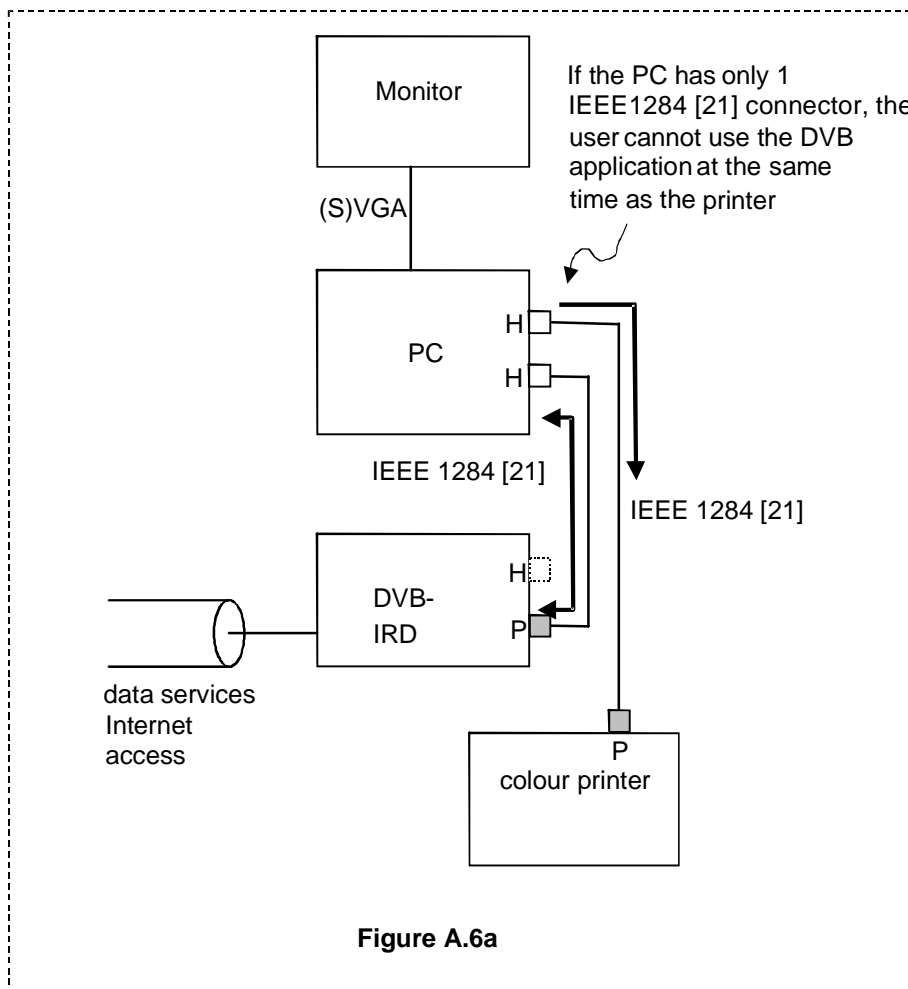 Monitor
If the PC has only 1
IEEE1284 [21] connector, the
user cannot use the DVB
application at the same
time as the printer
(S)VGA
H
PC
H
IEEE 1284 [21]
IEEE 1284 [21]
H
DVB-
IRD
P
data services
Internet
access
P
colour printer
Figure A.6a